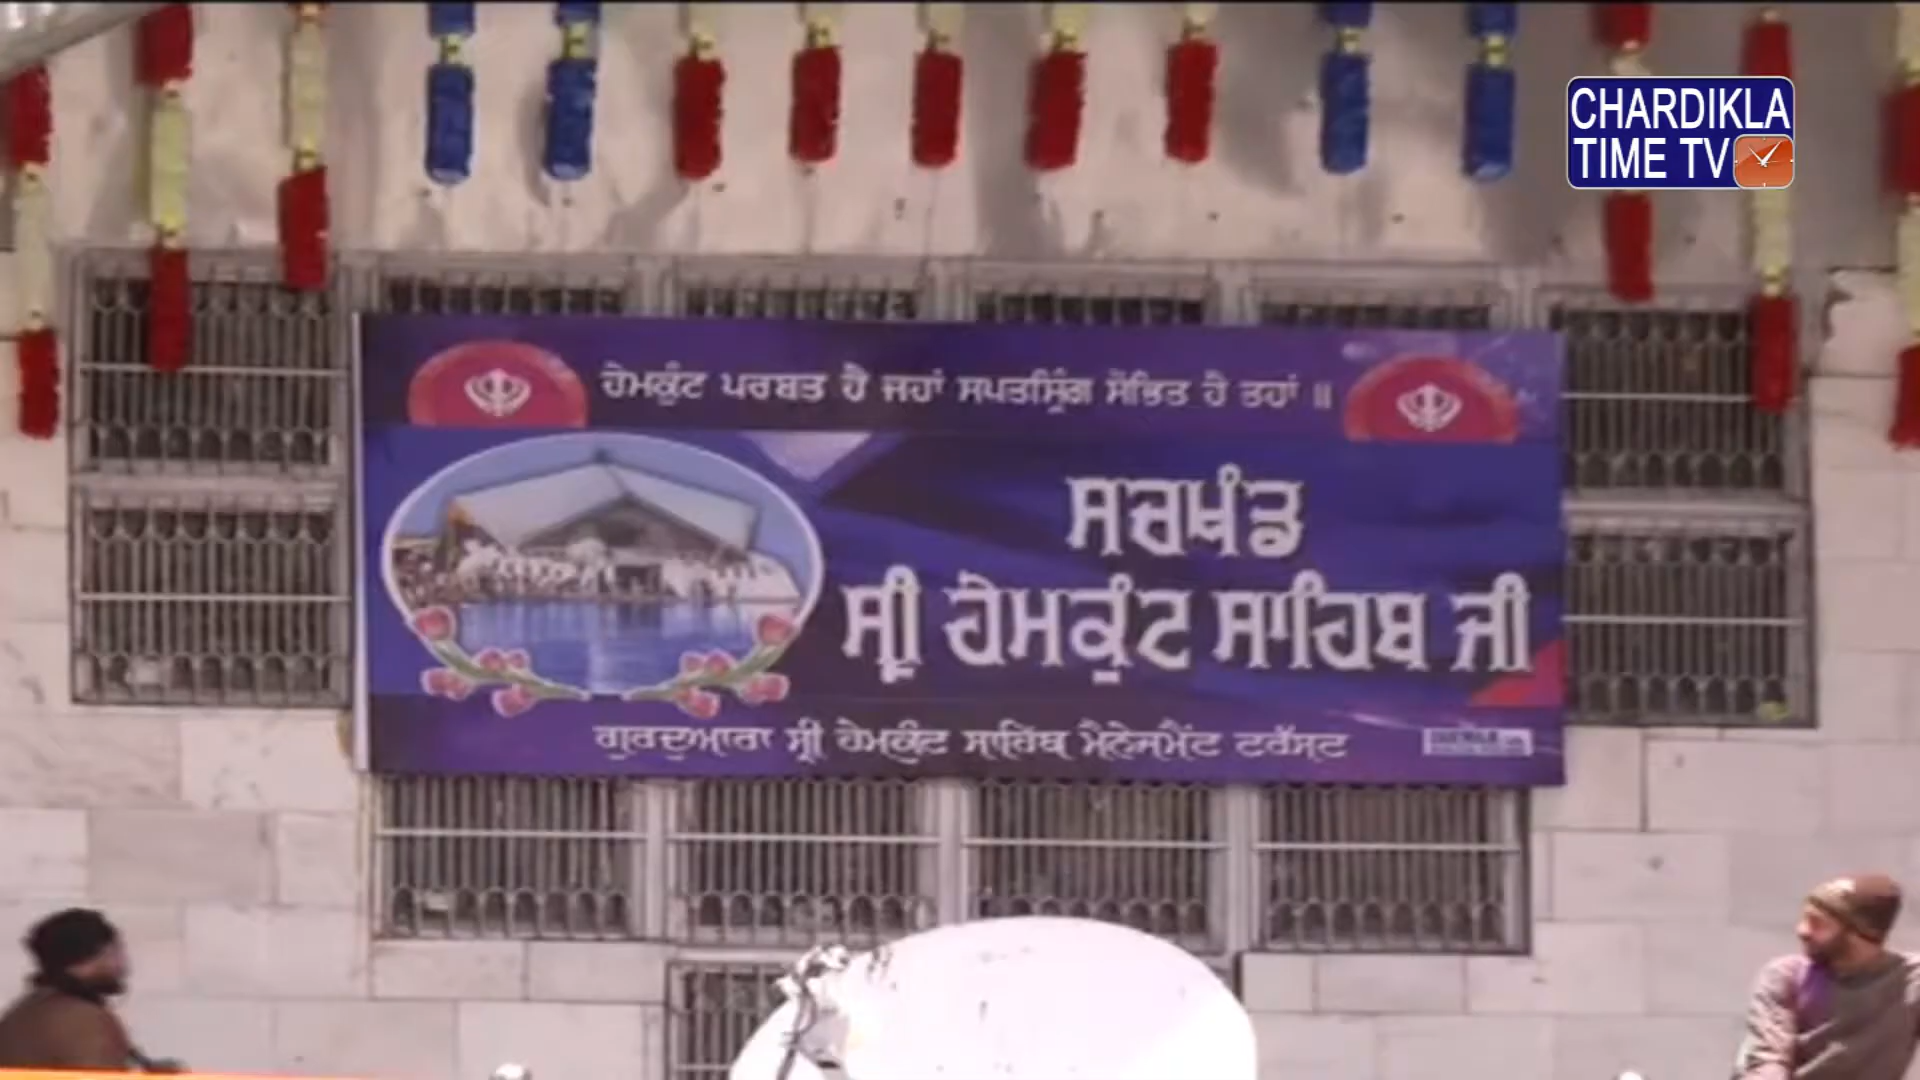 CHARDIKLA
TIME TV
ਹੇਮਕੁੰਟ ਪਰਬਤ ਹੈ ਜਹਾਂ ਸਪਤਸ੍ਰਿੰਗ ਸੋਭਿਤ ਹੈ ਤਹਾਂ ॥
ਸਚਖੰਡ
ਸ੍ਰੀ ਹੇਮਕੁੰਟ ਸਾਹਿਬ ਜੀ
ਗੁਰਦੁਆਰਾ ਸ੍ਰੀ ਹੇਮਕੁੰਟ ਸਾਹਿਬ ਮੈਨੇਜਮੈਂਟ ਟਰੱਸਟ